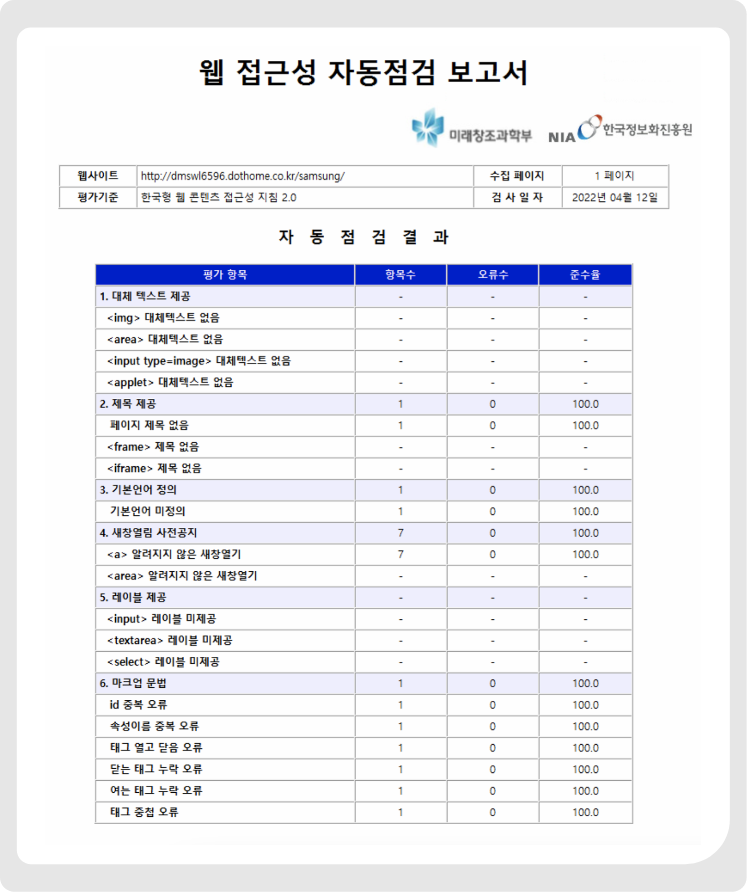 웹 접근성 자동점검 보고서
미래창조과학부 NIA 한국정보화진흥원
웹사이트 http://dmswl6596.dothome.co.kr/samsung/ 수집 페이지 1 페이지
평가기준 한국형 웹 콘텐츠 접근성 지침 2.0 검 사 일 자 2022년 04월 12일
자 동 점 검 결 과
평가 항목 항목수 오류수 준수율
1. 대체 텍스트 제공 - - -
<img> 대체텍스트 없음 - - -
<area> 대체텍스트 없음 - - -
<input type=image> 대체텍스트 없음 - - -
<applet> 대체텍스트 없음 - - -
2. 제목 제공 1 0 100.0
페이지 제목 없음 1 0 100.0
<frame> 제목 없음 - - -
<iframe> 제목 없음 - - -
3. 기본언어 정의 1 0 100.0
기본언어 미정의 1 0 100.0
4. 새창열림 사전공지 7 0 100.0
<a> 알려지지 않은 새창열기 7 0 100.0
<area> 알려지지 않은 새창열기 - - -
5. 레이블 제공 - - -
<input> 레이블 미제공 - - -
<textarea> 레이블 미제공 - - -
<select> 레이블 미제공 - - -
6. 마크업 문법 1 0 100.0
id 중복 오류 1 0 100.0
속성이름 중복 오류 1 0 100.0
태그 열고 닫음 오류 1 0 100.0
닫는 태그 누락 오류 1 0 100.0
여는 태그 누락 오류 1 0 100.0
태그 중첩 오류 1 0 100.0